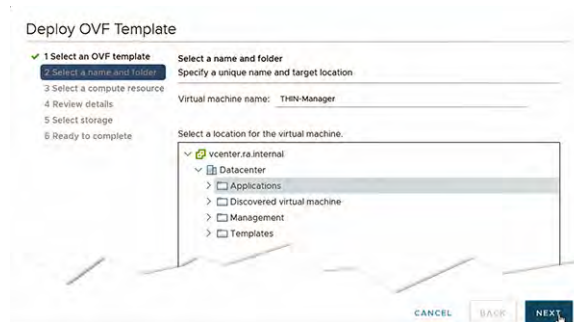 Deploy OVF Template
1 Select an OVF template
2 Select a name and folder
3 Select a compute resource
4 Review details
5 Select storage
6 Ready to complete
Select a name and folder
Specify a unique name and target location
Virtual machine name: THIN-Manager
Select a location for the virtual machine.
vcenter.ra.internal
Datacenter
Applications
Discovered virtual machine
Management
Templates
CANCEL BACK NEXT